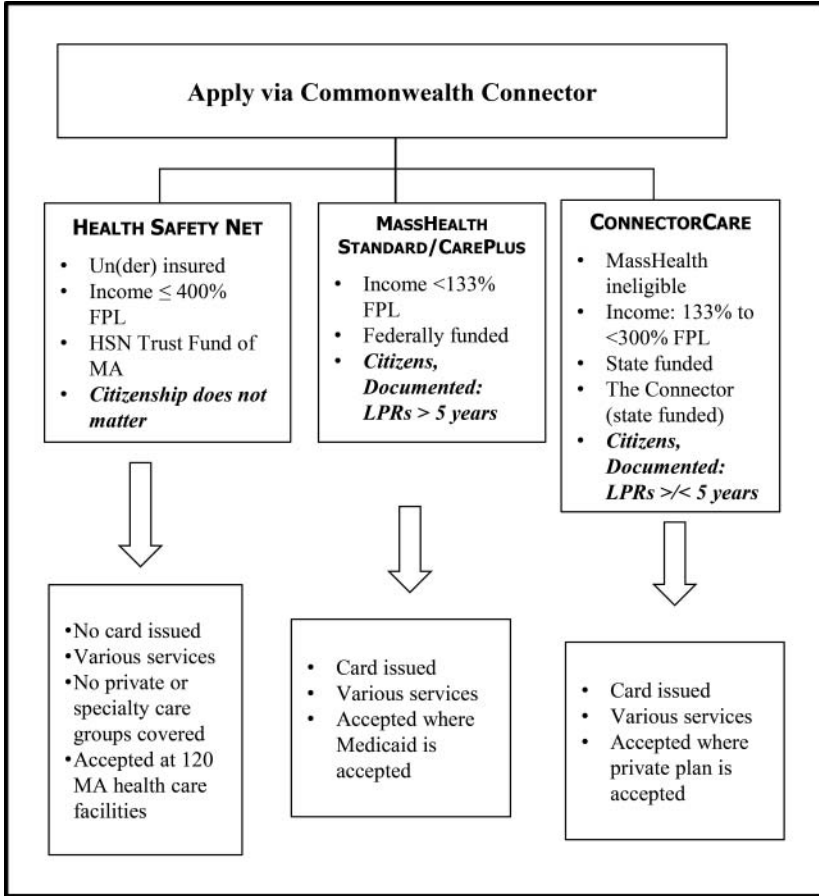 Apply via Commonwealth Connector
HEALTH SAFETY NET
• Un(der) insured
• Income ≤ 400%
FPL
• HSN Trust Fund of
MA
• Citizenship does not
matter
MASSHEALTH
STANDARD/CAREPLUS
• Income <133%
FPL
• Federally funded
• Citizens,
Documented:
LPRs > 5 years
CONNECTORCARE
• MassHealth
ineligible
• Income: 133% to
<300% FPL
• State funded
• The Connector
(state funded)
• Citizens,
Documented:
LPRs >/< 5 years
•No card issued
•Various services
•No private or
specialty care
groups covered
•Accepted at 120
MA health care
facilities
• Card issued
• Various services
• Accepted where
Medicaid is
accepted
• Card issued
• Various services
• Accepted where
private plan is
accepted